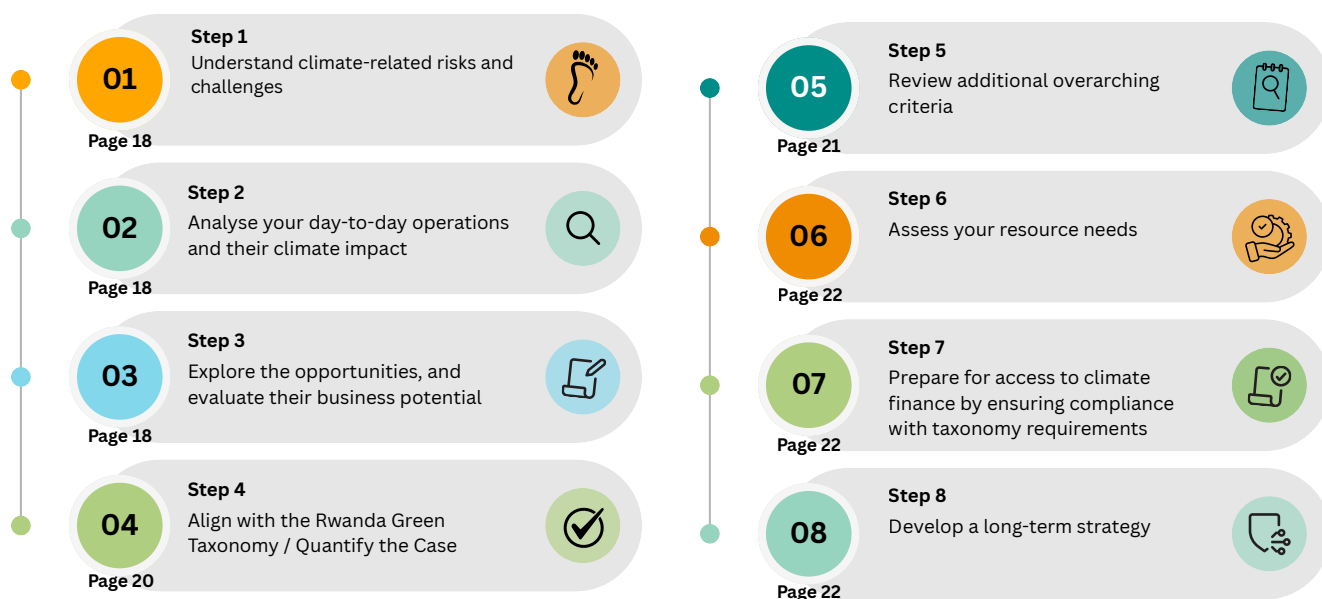 01
Step 1
Understand climate-related risks and
challenges
Page 18
02
Step 2
Analyse your day-to-day operations
and their climate impact
Page 18
03
Step 3
Explore the opportunities, and
evaluate their business potential
Page 18
04
Step 4
Align with the Rwanda Green
Taxonomy / Quantify the Case
Page 20
05
Step 5
Review additional overarching
criteria
Page 21
06
Step 6
Assess your resource needs
Page 22
07
Step 7
Prepare for access to climate
finance by ensuring compliance
with taxonomy requirements
Page 22
08
Step 8
Develop a long-term strategy
Page 22